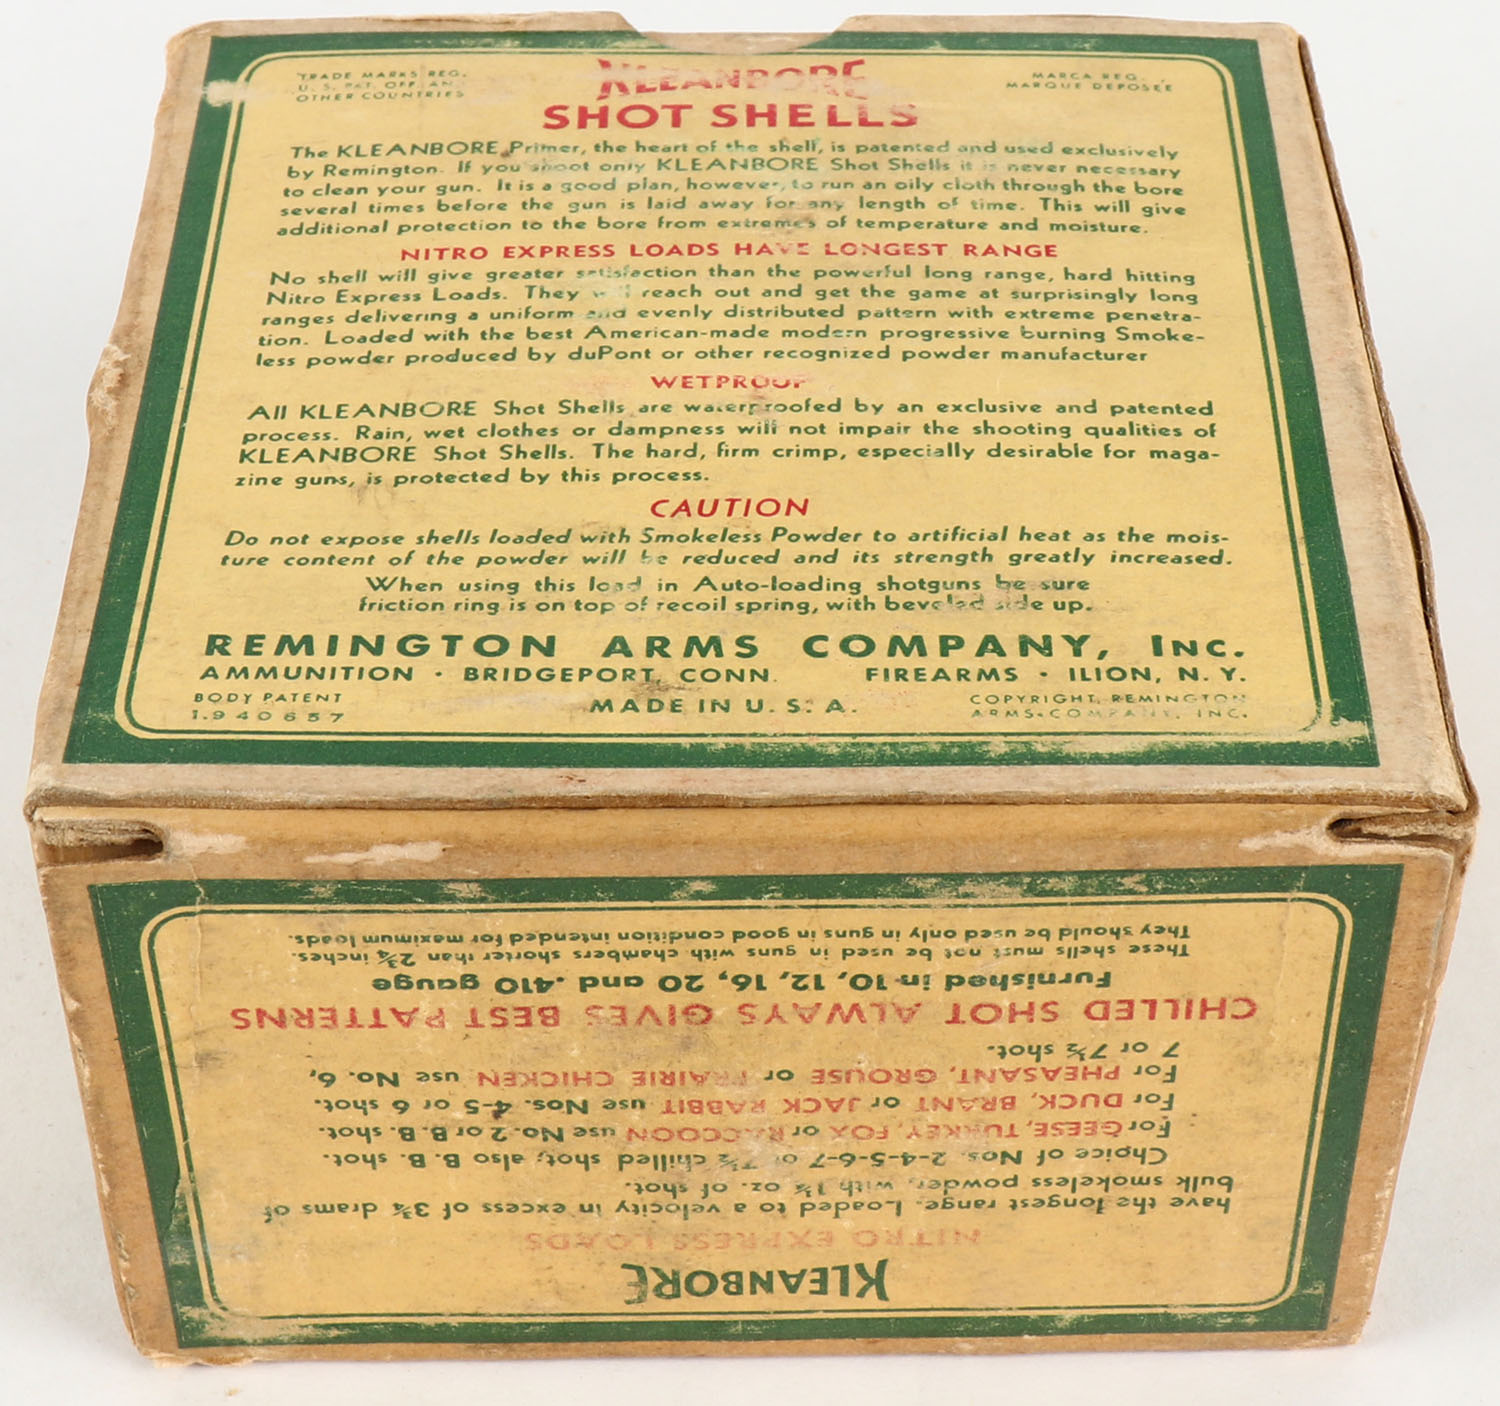 TRADE MARKS REG.
U. S. PAT. OFF. AND
OTHER COUNTRIES
MARCA REG.
MARQUE DEPOSÉE
KLEANBORE
SHOT SHELLS
The KLEANBORE Primer, the heart of the shell, is patented and used exclusively
by Remington. If you shoot only KLEANBORE Shot Shells it is never necessary
to clean your gun. It is a good plan, however, to run an oily cloth through the bore
several times before the gun is laid away for any length of time. This will give
additional protection to the bore from extremes of temperature and moisture.
NITRO EXPRESS LOADS HAVE LONGEST RANGE
No shell will give greater satisfaction than the powerful long range, hard hitting
Nitro Express Loads. They will reach out and get the game at surprisingly long
ranges delivering a uniform and evenly distributed pattern with extreme penetra-
tion. Loaded with the best American-made modern progressive burning Smoke-
less powder produced by duPont or other recognized powder manufacturer
WETPROOF
All KLEANBORE Shot Shells are waterproofed by an exclusive and patented
process. Rain, wet clothes or dampness will not impair the shooting qualities of
KLEANBORE Shot Shells. The hard, firm crimp, especially desirable for maga-
zine guns, is protected by this process.
CAUTION
Do not expose shells loaded with Smokeless Powder to artificial heat as the mois-
ture content of the powder will be reduced and its strength greatly increased.
When using this load in Auto-loading shotguns be sure
friction ring is on top of recoil spring, with beveled side up.
REMINGTON ARMS COMPANY, INC.
AMMUNITION · BRIDGEPORT, CONN. FIREARMS · ILION, N. Y.
BODY PATENT
1.940657
MADE IN U. S. A.
COPYRIGHT, REMINGTON
ARMS COMPANY, INC.
KLEANBORE
NITRO EXPRESS LOADS
have the longest range. Loaded to a velocity in excess of 3¾ drams of
bulk smokeless powder, with 1¼ oz. of shot.
Choice of Nos. 2-4-5-6-7 or 7½ chilled shot; also B. B. shot.
For GEESE, TURKEY, FOX or RACCOON use No. 2 or B. B. shot.
For DUCK, BRANT or JACK RABBIT use Nos. 4-5 or 6 shot.
For PHEASANT, GROUSE or PRAIRIE CHICKEN use No. 6,
7 or 7½ shot.
CHILLED SHOT ALWAYS GIVES BEST PATTERNS
Furnished in 10, 12, 16, 20 and .410 gauge
These shells must not be used in guns with chambers shorter than 2¾ inches.
They should be used only in guns in good condition intended for maximum loads.